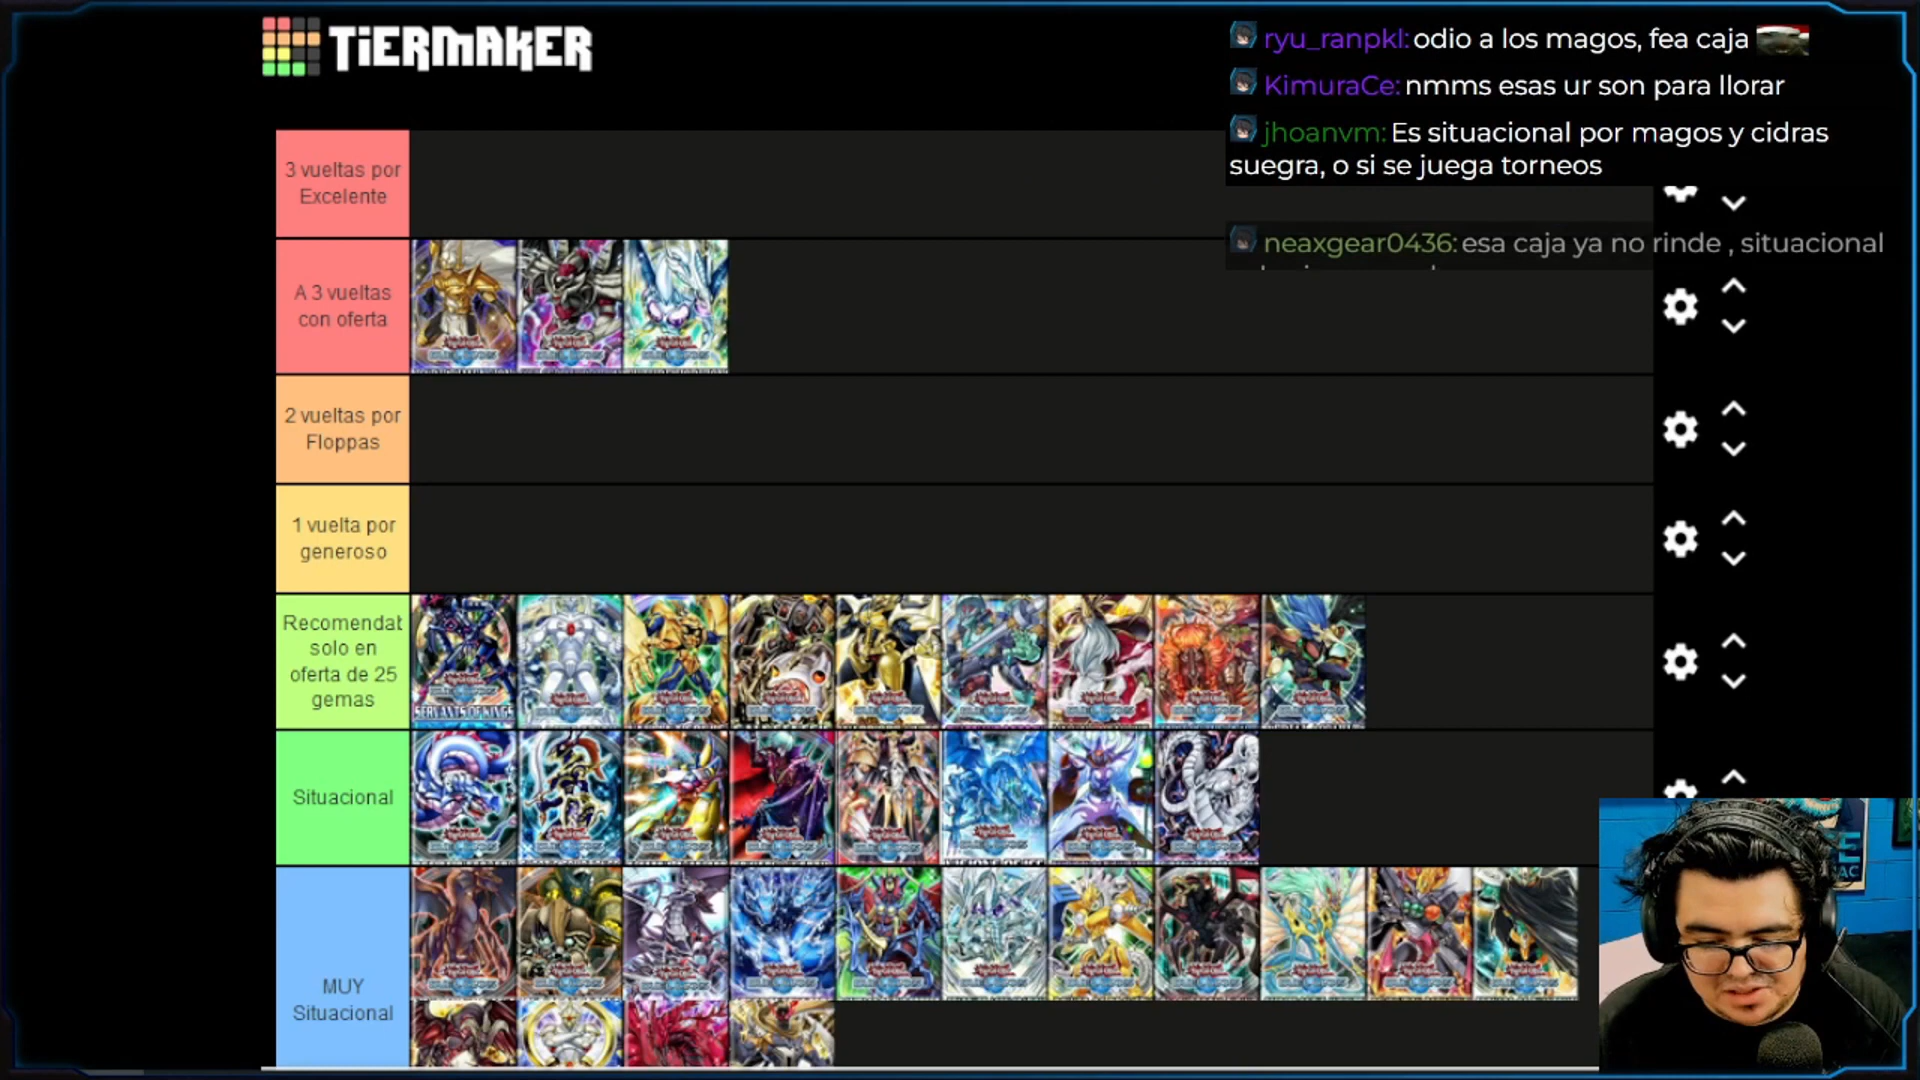 TiERMAKER
ryu_ranpkl: odio a los magos, fea caja
KimuraCe: nmms esas ur son para llorar
jhoanvm: Es situacional por magos y cidras
suegra, o si se juega torneos
neaxgear0436: esa caja ya no rinde , situacional
3 vueltas por
Excelente
A 3 vueltas
con oferta
2 vueltas por
Floppas
1 vuelta por
generoso
Recomendat
solo en
oferta de 25
gemas
SERVANTS OF KINGS
Situacional
MUY
Situacional